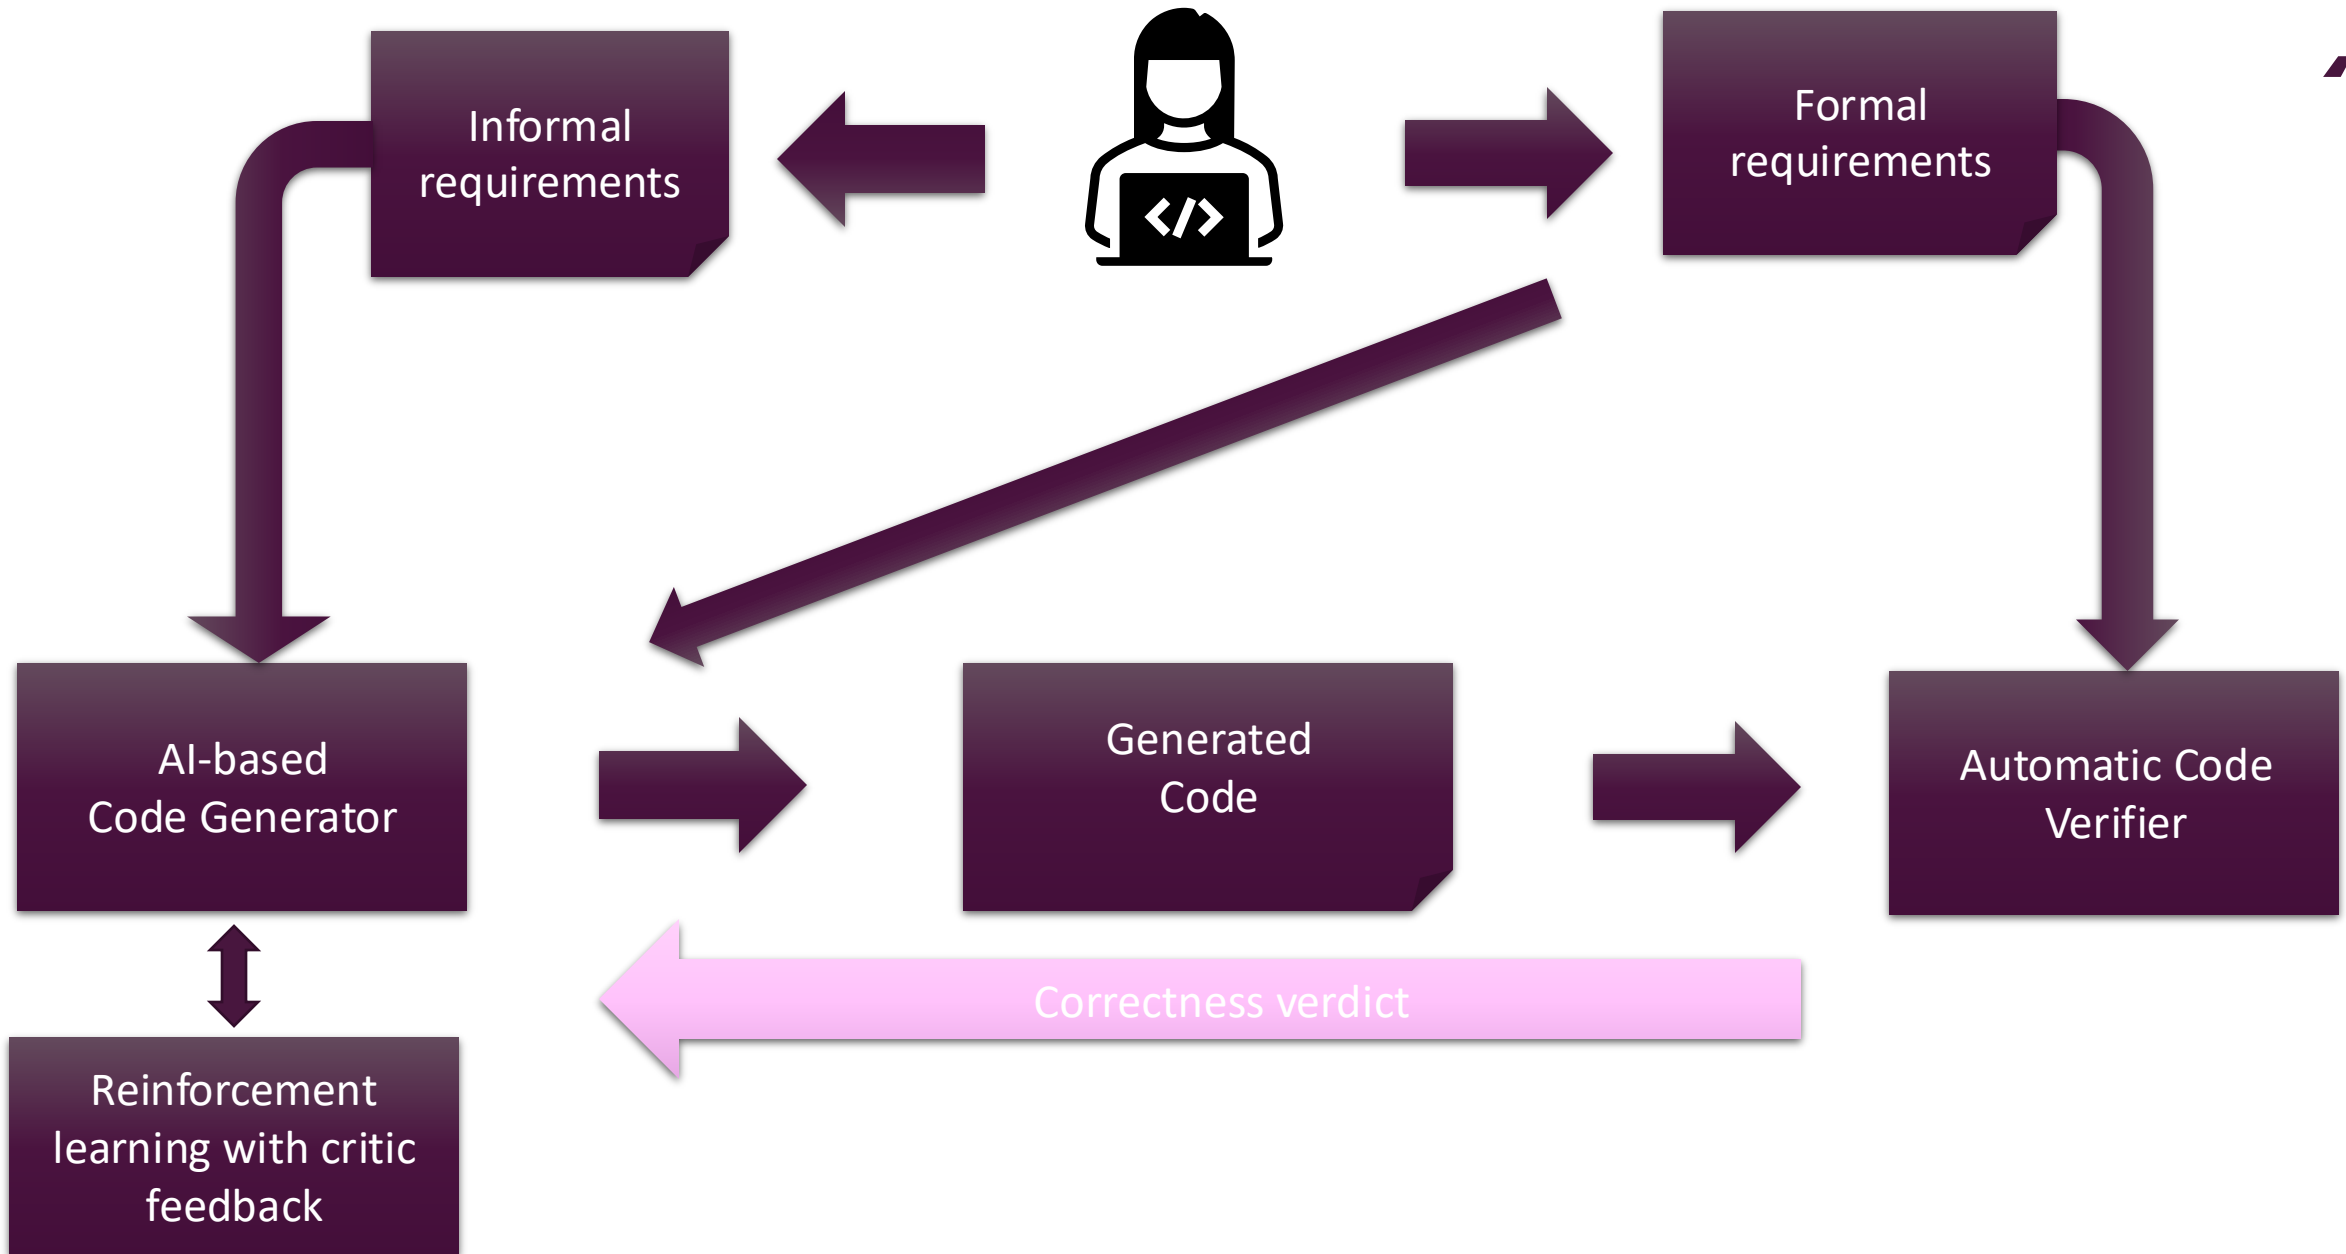 Informal
requirements
</>
Formal
requirements
AI-based
Code Generator
Generated
Code
Automatic Code
Verifier
Correctness verdict
Reinforcement
learning with critic
feedback